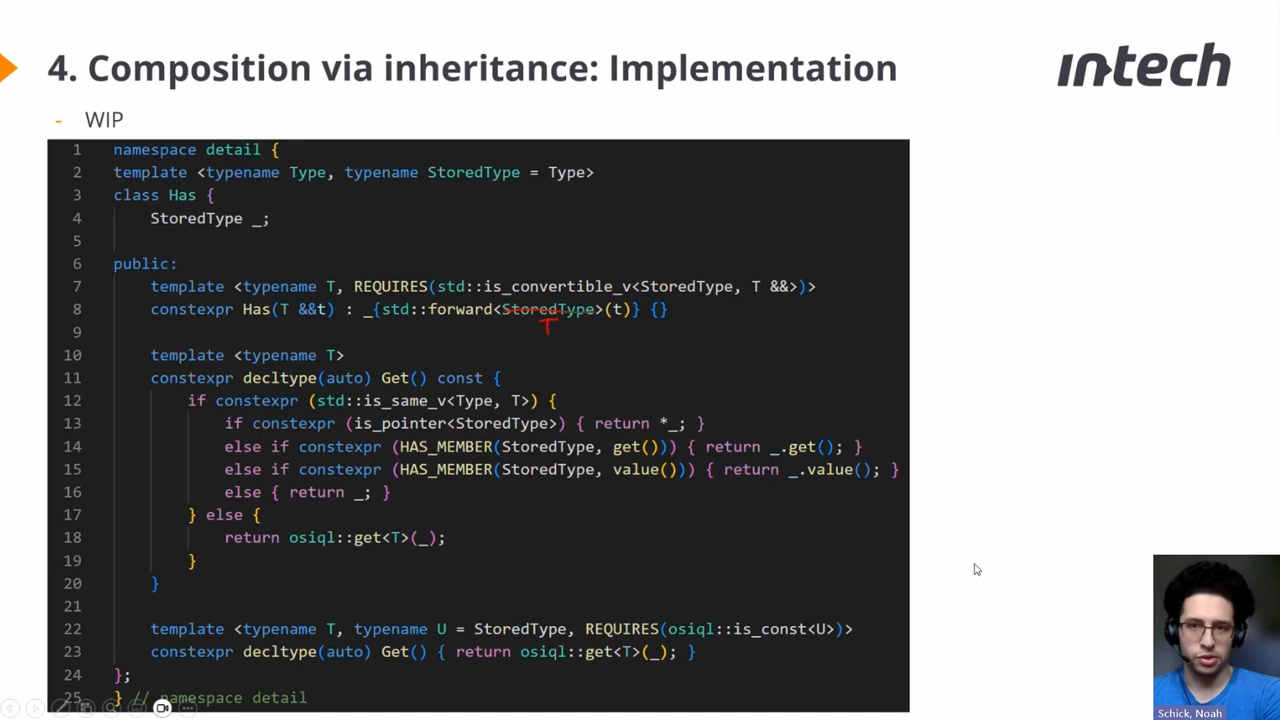 4. Composition via inheritance: Implementation
intech
- WIP
1 namespace detail {
2 template <typename Type, typename StoredType = Type>
3 class Has {
4 StoredType _;
5
6 public:
7 template <typename T, REQUIRES(std::is_convertible_v<StoredType, T &&>)>
8 constexpr Has(T &&t) : _{std::forward<StoredType>(t)} {}
T
9
10 template <typename T>
11 constexpr decltype(auto) Get() const {
12 if constexpr (std::is_same_v<Type, T>) {
13 if constexpr (is_pointer<StoredType>) { return *_; }
14 else if constexpr (HAS_MEMBER(StoredType, get())) { return _.get(); }
15 else if constexpr (HAS_MEMBER(StoredType, value())) { return _.value(); }
16 else { return _; }
17 } else {
18 return osiql::get<T>(_);
19 }
20 }
21
22 template <typename T, typename U = StoredType, REQUIRES(osiql::is_const<U>)>
23 constexpr decltype(auto) Get() { return osiql::get<T>(_); }
24 };
25 } // namespace detail
Schick, Noah